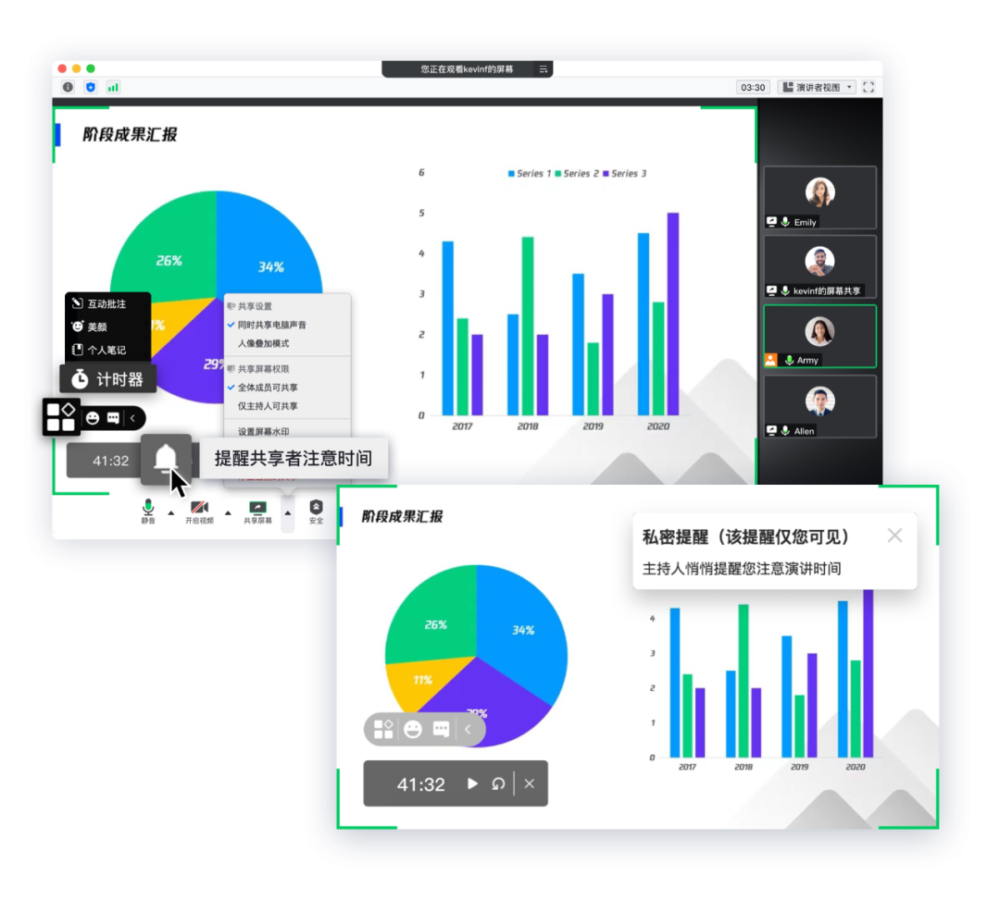 您正在观看kevinf的屏幕
03:30
演讲者视图
阶段成果汇报
6
5
4
3
2
1
0
Series 1
Series 2
Series 3
2017
2018
2019
2020
26%
34%
1%
29%
互动批注
美颜
个人笔记
计时器
共享设置
同时共享电脑声音
人像叠加模式
共享屏幕权限
全体成员可共享
仅主持人可共享
设置屏幕水印
41:32
提醒共享者注意时间
静音
开启视频
共享屏幕
安全
Emily
kevinf的屏幕共享
Army
Allen
阶段成果汇报
私密提醒（该提醒仅您可见）
主持人悄悄提醒您注意演讲时间
26%
34%
11%
29%
4
3
2
1
0
2017
2018
2019
2020
41:32